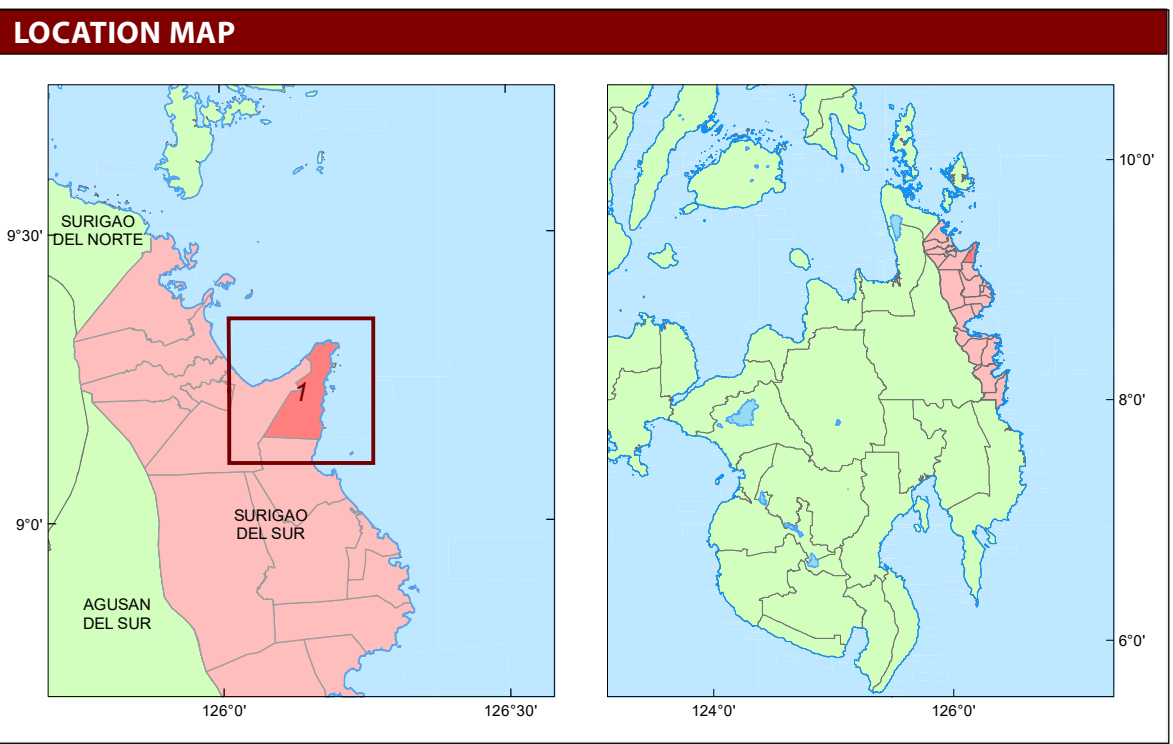 LOCATION MAP
SURIGAO
DEL NORTE
9°30'
1
SURIGAO
DEL SUR
9°0'
AGUSAN
DEL SUR
126°0'
126°30'
10°0'
8°0'
6°0'
124°0'
126°0'